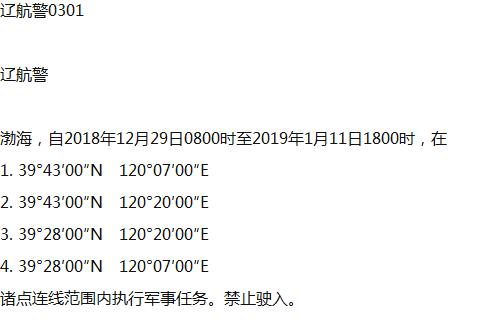 辽航警0301
辽航警
渤海，自2018年12月29日0800时至2019年1月11日1800时，在
1. 39°43′00″N 120°07′00″E
2. 39°43′00″N 120°20′00″E
3. 39°28′00″N 120°20′00″E
4. 39°28′00″N 120°07′00″E
诸点连线范围内执行军事任务。禁止驶入。